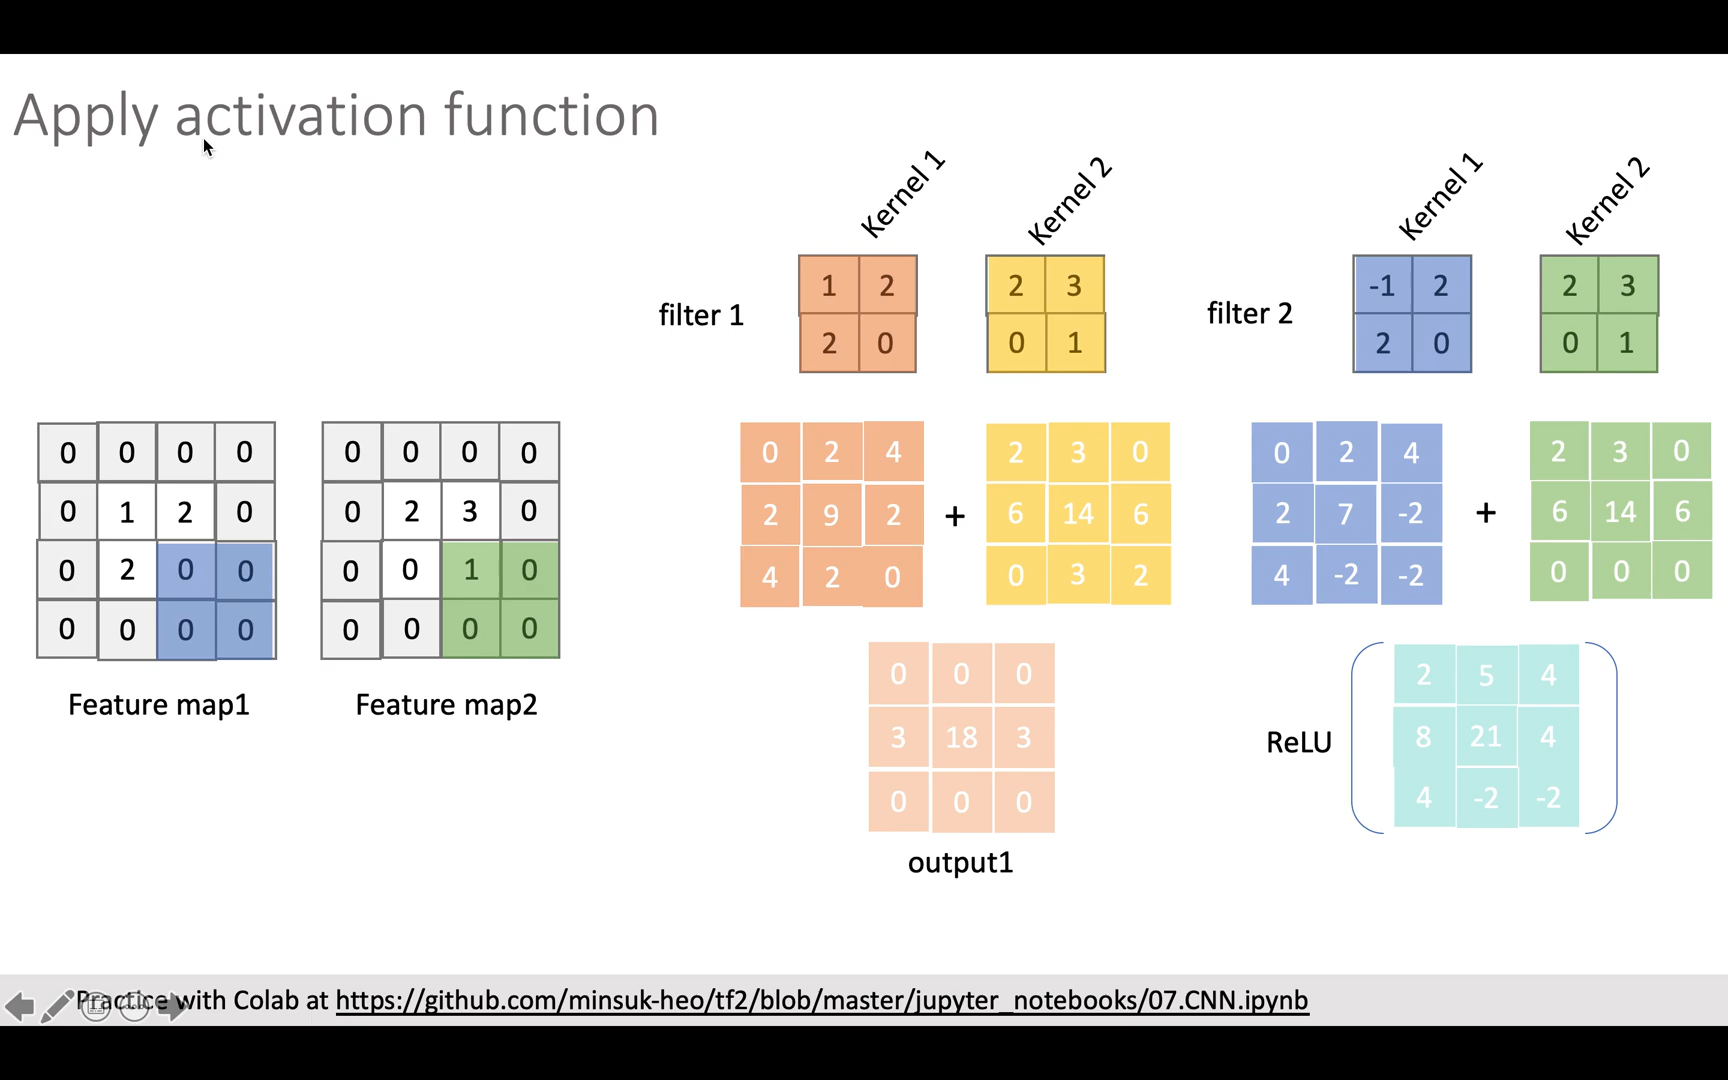 Apply activation function
Kernel 1
Kernel 2
Kernel 1
Kernel 2
filter 1
1 2
2 0
2 3
0 1
filter 2
-1 2
2 0
2 3
0 1
0 0 0 0
0 1 2 0
0 2 0 0
0 0 0 0
Feature map1
0 0 0 0
0 2 3 0
0 0 1 0
0 0 0 0
Feature map2
0 2 4
2 9 2
4 2 0
+
2 3 0
6 14 6
0 3 2
0 2 4
2 7 -2
4 -2 -2
+
2 3 0
6 14 6
0 0 0
0 0 0
3 18 3
0 0 0
output1
ReLU
2 5 4
8 21 4
4 -2 -2
Practice with Colab at https://github.com/minsuk-heo/tf2/blob/master/jupyter_notebooks/07.CNN.ipynb